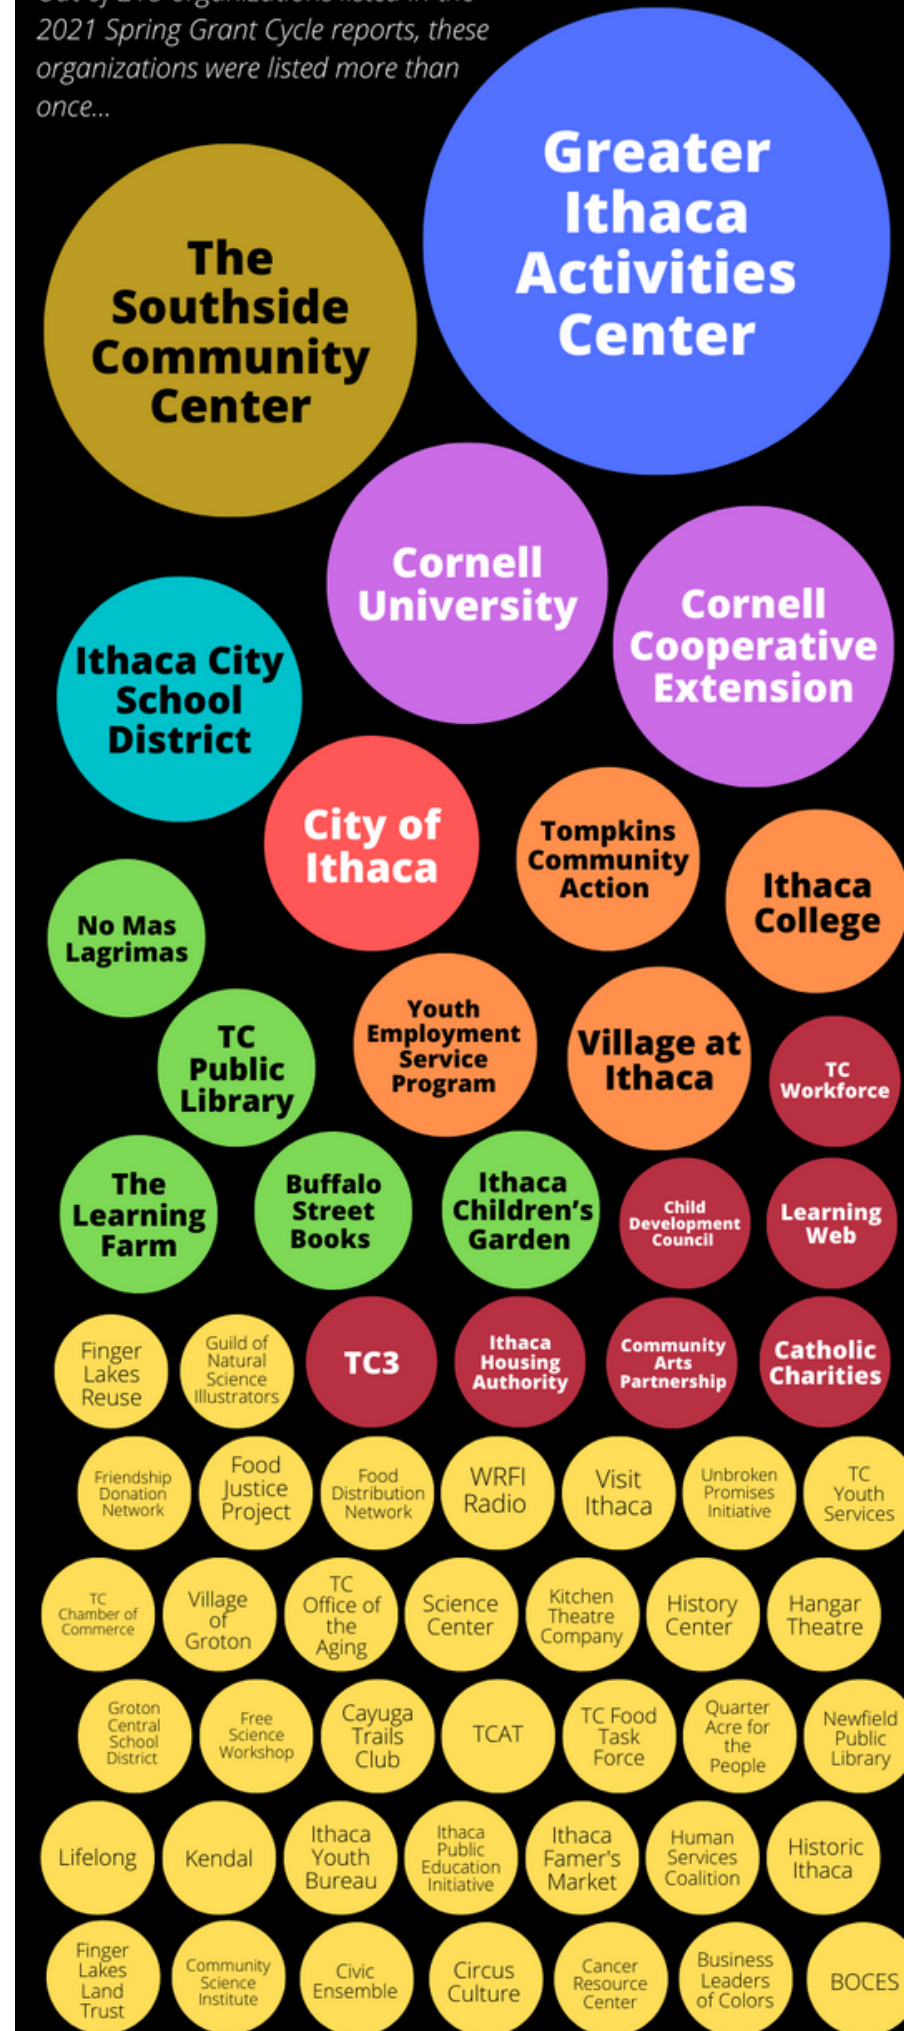 2021 Spring Grant Cycle reports, these
organizations were listed more than
once...
Greater
Ithaca
Activities
Center
The
Southside
Community
Center
Cornell
University
Cornell
Cooperative
Extension
Ithaca City
School
District
City of
Ithaca
Tompkins
Community
Action
Ithaca
College
No Mas
Lagrimas
Youth
Employment
Service
Program
Village at
Ithaca
TC
Public
Library
TC
Workforce
The
Learning
Farm
Buffalo
Street
Books
Ithaca
Children's
Garden
Child
Development
Council
Learning
Web
Finger
Lakes
Reuse
Guild of
Natural
Science
Illustrators
TC3
Ithaca
Housing
Authority
Community
Arts
Partnership
Catholic
Charities
Friendship
Donation
Network
Food
Justice
Project
Food
Distribution
Network
WRFI
Radio
Visit
Ithaca
Unbroken
Promises
Initiative
TC
Youth
Services
TC
Chamber of
Commerce
Village
of
Groton
TC
Office of
the
Aging
Science
Center
Kitchen
Theatre
Company
History
Center
Hangar
Theatre
Groton
Central
School
District
Free
Science
Workshop
Cayuga
Trails
Club
TCAT
TC Food
Task
Force
Quarter
Acre for
the
People
Newfield
Public
Library
Lifelong
Kendal
Ithaca
Youth
Bureau
Ithaca
Public
Education
Initiative
Ithaca
Famer's
Market
Human
Services
Coalition
Historic
Ithaca
Finger
Lakes
Land
Trust
Community
Science
Institute
Civic
Ensemble
Circus
Culture
Cancer
Resource
Center
Business
Leaders
of Colors
BOCES